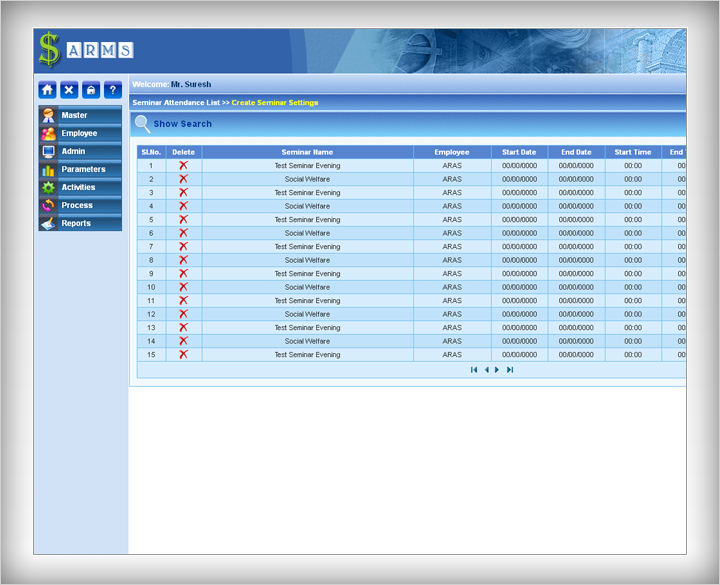 $ ARMS
?
Welcome: Mr. Suresh
Seminar Attendance List >> Create Seminar Settings
Show Search
Master
Employee
Admin
Parameters
Activities
Process
Reports
Sl.No. Delete Seminar Name Employee Start Date End Date Start Time End
1 Test Seminar Evening ARAS 00/00/0000 00/00/0000 00:00 00:
2 Social Welfare ARAS 00/00/0000 00/00/0000 00:00 00:
3 Test Seminar Evening ARAS 00/00/0000 00/00/0000 00:00 00:
4 Social Welfare ARAS 00/00/0000 00/00/0000 00:00 00:
5 Test Seminar Evening ARAS 00/00/0000 00/00/0000 00:00 00:
6 Social Welfare ARAS 00/00/0000 00/00/0000 00:00 00:
7 Test Seminar Evening ARAS 00/00/0000 00/00/0000 00:00 00:
8 Social Welfare ARAS 00/00/0000 00/00/0000 00:00 00:
9 Test Seminar Evening ARAS 00/00/0000 00/00/0000 00:00 00:
10 Social Welfare ARAS 00/00/0000 00/00/0000 00:00 00:
11 Test Seminar Evening ARAS 00/00/0000 00/00/0000 00:00 00:
12 Social Welfare ARAS 00/00/0000 00/00/0000 00:00 00:
13 Test Seminar Evening ARAS 00/00/0000 00/00/0000 00:00 00:
14 Social Welfare ARAS 00/00/0000 00/00/0000 00:00 00:
15 Test Seminar Evening ARAS 00/00/0000 00/00/0000 00:00 00: